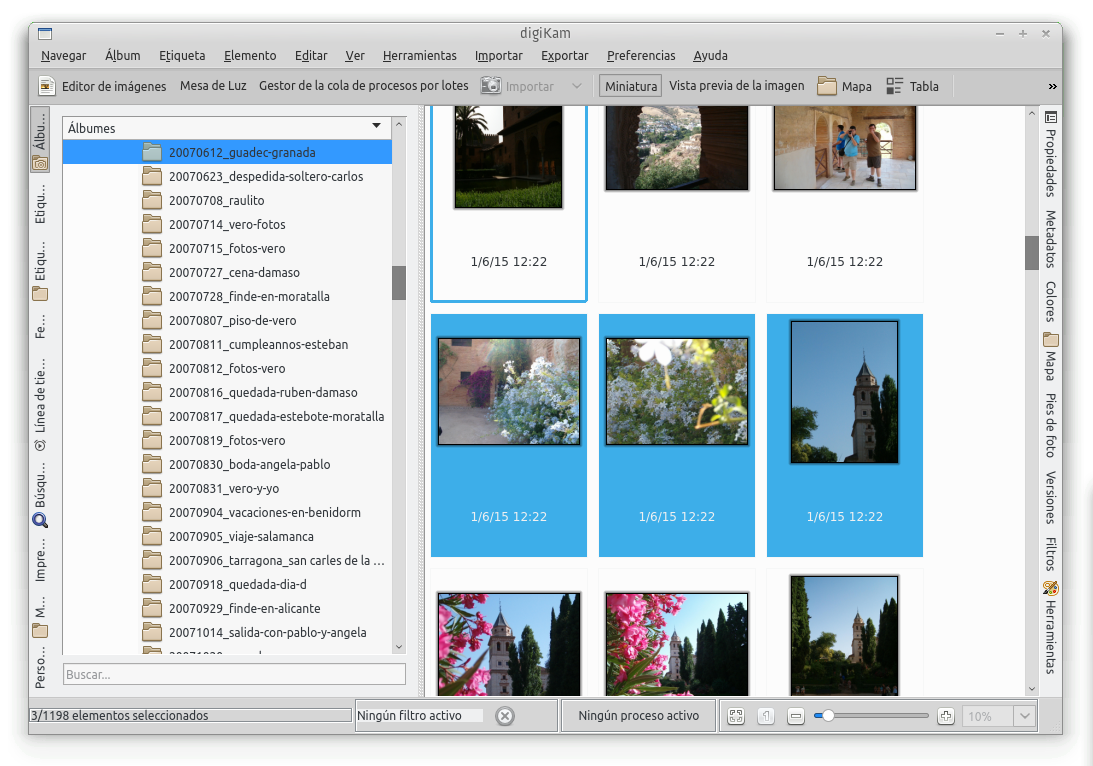 digiKam
Navegar Álbum Etiqueta Elemento Editar Ver Herramientas Importar Exportar Preferencias Ayuda
Editor de imágenes Mesa de Luz Gestor de la cola de procesos por lotes Importar Miniatura Vista previa de la imagen Mapa Tabla »
Álbu...
Etiqu...
Etiqu...
Fe...
Línea de tie...
Búsqu...
Impre...
M...
Perso...
Álbumes
20070612_guadec-granada
20070623_despedida-soltero-carlos
20070708_raulito
20070714_vero-fotos
20070715_fotos-vero
20070727_cena-damaso
20070728_finde-en-moratalla
20070807_piso-de-vero
20070811_cumpleannos-esteban
20070812_fotos-vero
20070816_quedada-ruben-damaso
20070817_quedada-estebote-moratalla
20070819_fotos-vero
20070830_boda-angela-pablo
20070831_vero-y-yo
20070904_vacaciones-en-benidorm
20070905_viaje-salamanca
20070906_tarragona_san carles de la ...
20070918_quedada-dia-d
20070929_finde-en-alicante
20071014_salida-con-pablo-y-angela
Buscar...
1/6/15 12:22 1/6/15 12:22 1/6/15 12:22
1/6/15 12:22 1/6/15 12:22 1/6/15 12:22
Propiedades
Metadatos
Colores
Mapa
Pies de foto
Versiones
Filtros
Herramientas
3/1198 elementos seleccionados Ningún filtro activo Ningún proceso activo 1 10%